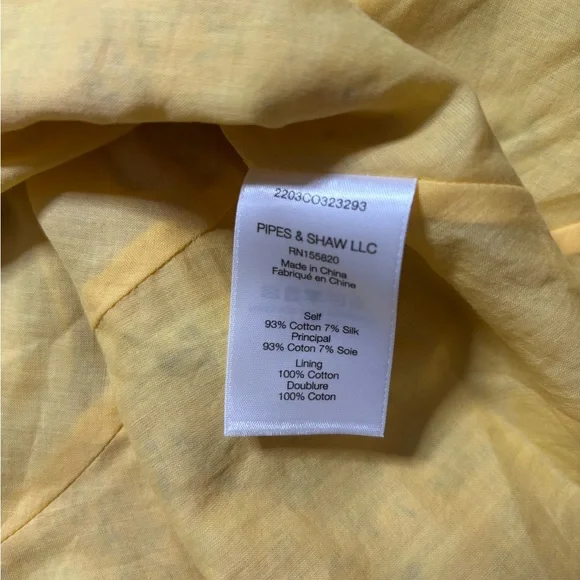 2203CO323293
PIPES & SHAW LLC
RN155820
Made in China
Fabriqué en Chine
Self
93% Cotton 7% Silk
Principal
93% Coton 7% Soie
Lining
100% Cotton
Doublure
100% Coton